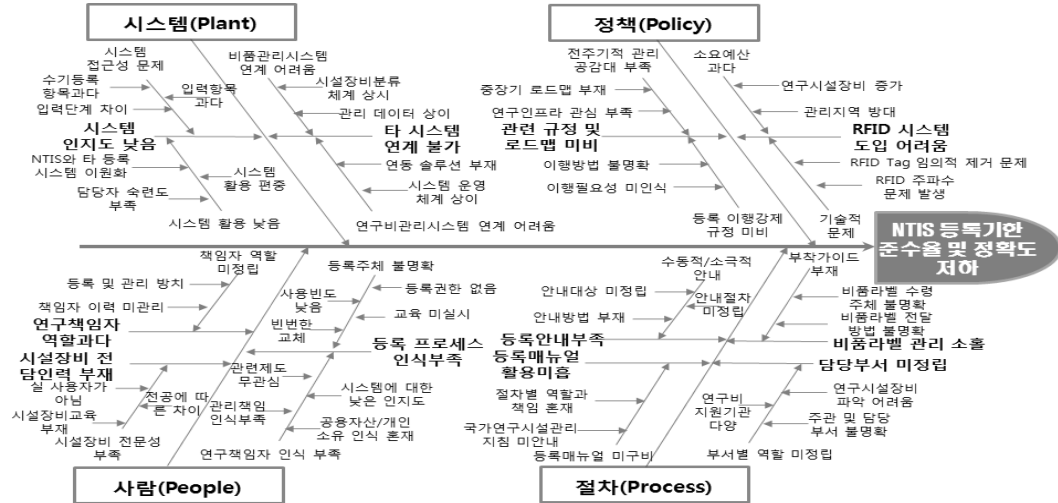 시스템(Plant)
시스템
접근성 문제
수기등록
항목과다
입력항목
과다
입력단계 차이
시스템
인지도 낮음
NTIS와 타 등록
시스템 이원화
시스템
활용 편중
담당자 숙련도
부족
시스템 활용 낮음
비품관리시스템
연계 어려움
시설장비분류
체계 상시
관리 데이터 상이
타 시스템
연계 불가
연동 솔루션 부재
시스템 운영
체계 상이
연구비관리시스템 연계 어려움
정책(Policy)
전주기적 관리
공감대 부족
중장기 로드맵 부재
연구인프라 관심 부족
관련 규정 및
로드맵 미비
이행방법 불명확
이행필요성 미인식
등록 이행강제
규정 미비
소요예산
과다
연구시설장비 증가
관리지역 방대
RFID 시스템
도입 어려움
RFID Tag 임의적 제거 문제
RFID 주파수
문제 발생
기술적
문제
NTIS 등록기한
준수율 및 정확도
저하
책임자 역할
미정립
등록 및 관리 방치
책임자 이력 미관리
연구책임자
역할과다
시설장비 전
담인력 부재
실 사용자가
아님
전공에 따
른 차이
시설장비교육
부재
시설장비 전문성
부족
등록주체 불명확
등록권한 없음
사용빈도
낮음
교육 미실시
빈번한
교체
등록 프로세스
인식부족
관련제도
무관심
시스템에 대한
낮은 인지도
관리책임
인식부족
공용자산/개인
소유 인식 혼재
연구책임자 인식 부족
사람(People)
수동적/소극적
안내
안내대상 미정립
안내절차
미정립
안내방법 부재
등록안내부족
등록매뉴얼
활용미흡
절차별 역할과
책임 혼재
국가연구시설관리
지침 미안내
등록매뉴얼 미구비
부착가이드
부재
비품라벨 수령
주체 불명확
비품라벨 전달
방법 불명확
비품라벨 관리 소홀
담당부서 미정립
연구시설장비
파악 어려움
연구비
지원기관
다양
주관 및 담당
부서 불명확
부서별 역할 미정립
절차(Process)